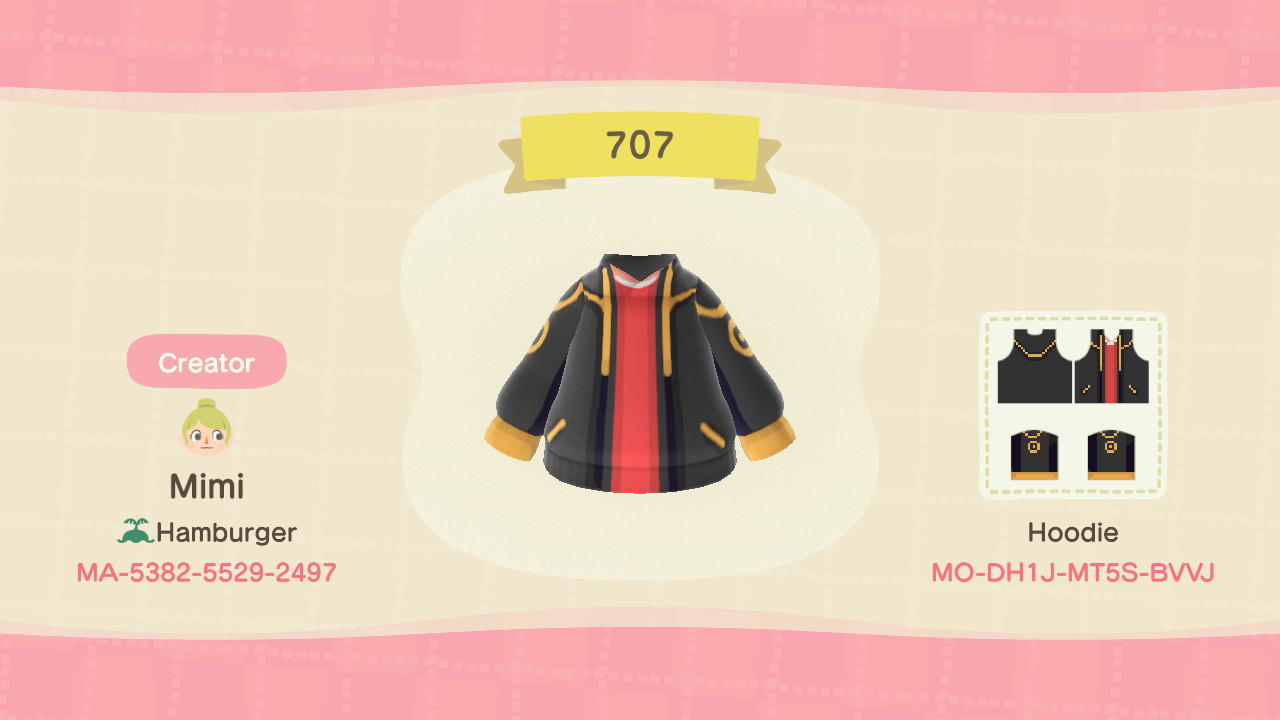 707
Creator
Mimi
Hamburger
MA-5382-5529-2497
Hoodie
MO-DH1J-MT5S-BVVJ